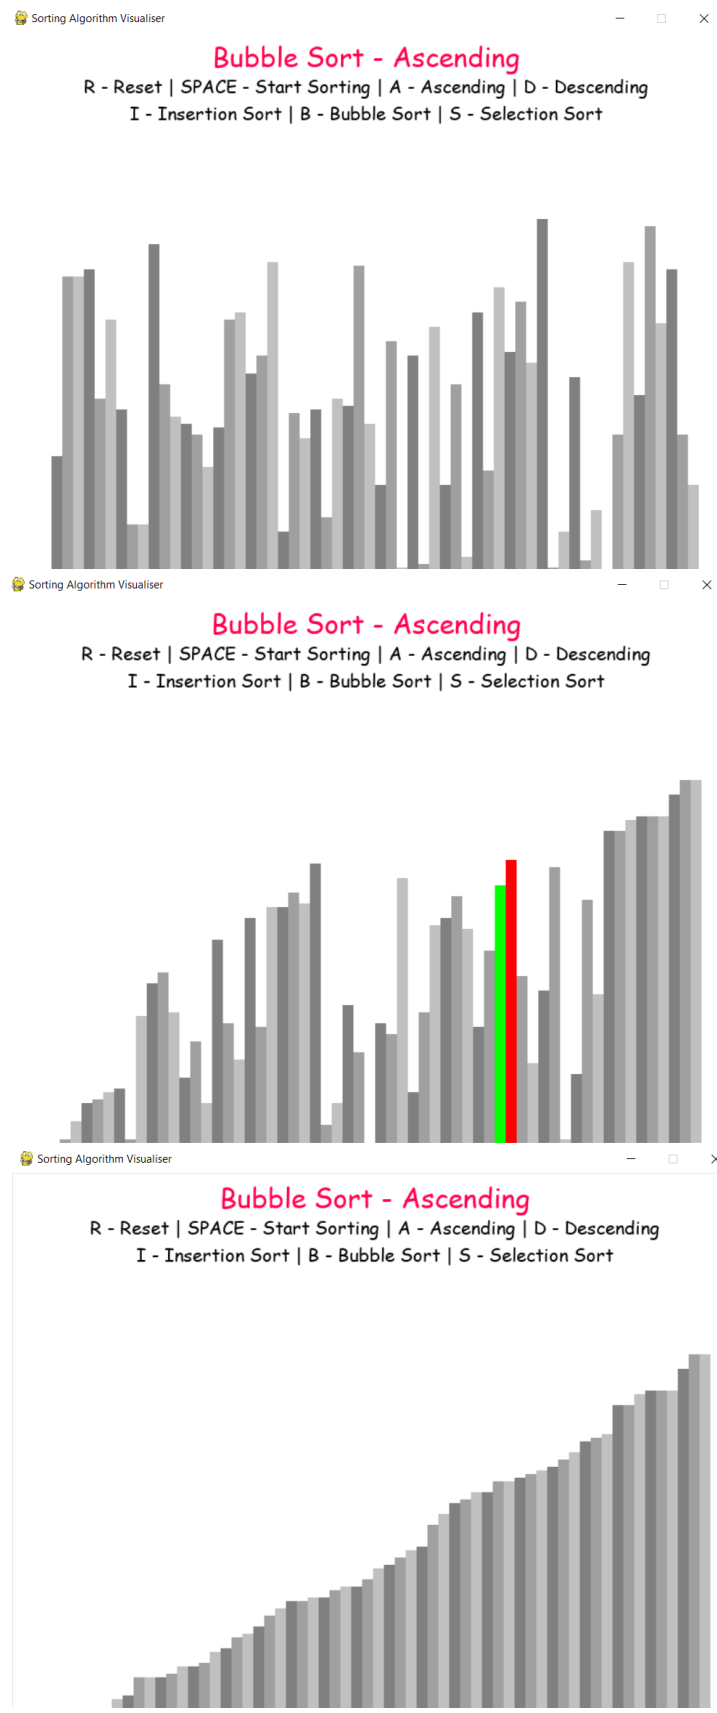 Sorting Algorithm Visualiser
Bubble Sort - Ascending
R - Reset | SPACE - Start Sorting | A - Ascending | D - Descending
I - Insertion Sort | B - Bubble Sort | S - Selection Sort
Sorting Algorithm Visualiser
Bubble Sort - Ascending
R - Reset | SPACE - Start Sorting | A - Ascending | D - Descending
I - Insertion Sort | B - Bubble Sort | S - Selection Sort
Sorting Algorithm Visualiser
Bubble Sort - Ascending
R - Reset | SPACE - Start Sorting | A - Ascending | D - Descending
I - Insertion Sort | B - Bubble Sort | S - Selection Sort